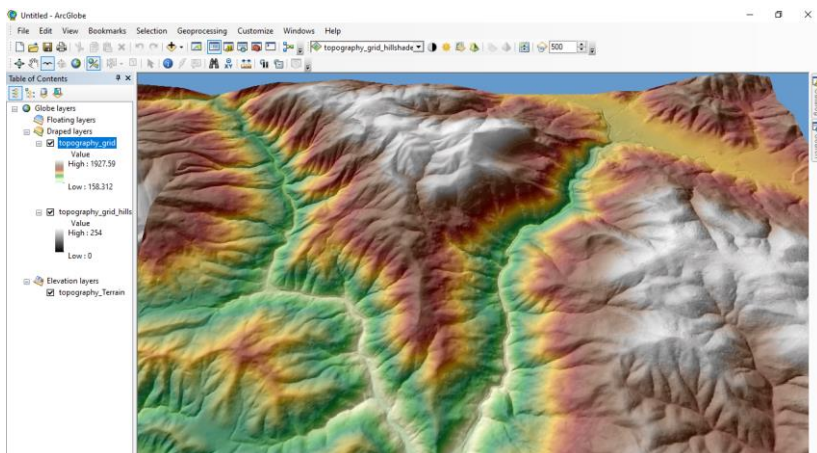 Untitled - ArcGlobe
File Edit View Bookmarks Selection Geoprocessing Customize Windows Help
topography_grid_hillshade
500
Table of Contents
Globe layers
Floating layers
Draped layers
topography_grid
Value
High : 1927.59
Low : 158.312
topography_grid_hills
Value
High : 254
Low : 0
Elevation layers
topography_Terrain